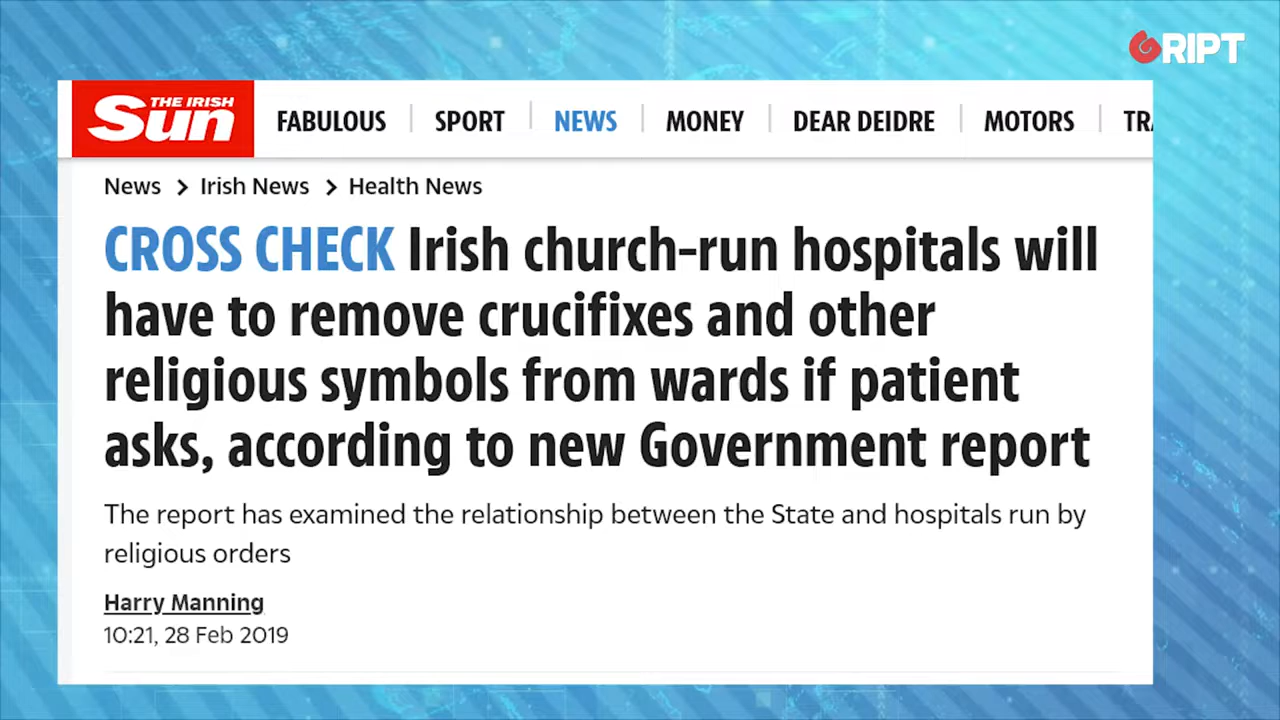 GRIPT
THE IRISH
Sun
FABULOUS SPORT NEWS MONEY DEAR DEIDRE MOTORS TRA
News > Irish News > Health News
CROSS CHECK Irish church-run hospitals will
have to remove crucifixes and other
religious symbols from wards if patient
asks, according to new Government report
The report has examined the relationship between the State and hospitals run by
religious orders
Harry Manning
10:21, 28 Feb 2019